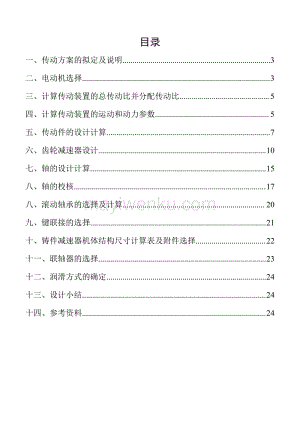 目录
一、传动方案的拟定及说明....................3
二、电动机选择....................3
三、计算传动装置的总传动比并分配传动比....................5
四、计算传动装置的运动和动力参数....................5
五、传动件的设计计算....................7
六、齿轮减速器设计....................10
七、轴的设计计算....................15
八、轴的校核....................17
八、滚动轴承的选择及计算....................20
九、键联接的选择....................21
十、铸件减速器机体结构尺寸计算表及附件选择....................22
十一、联轴器的选择....................23
十二、润滑方式的确定....................24
十三、设计小结....................24
十四、参考资料....................24